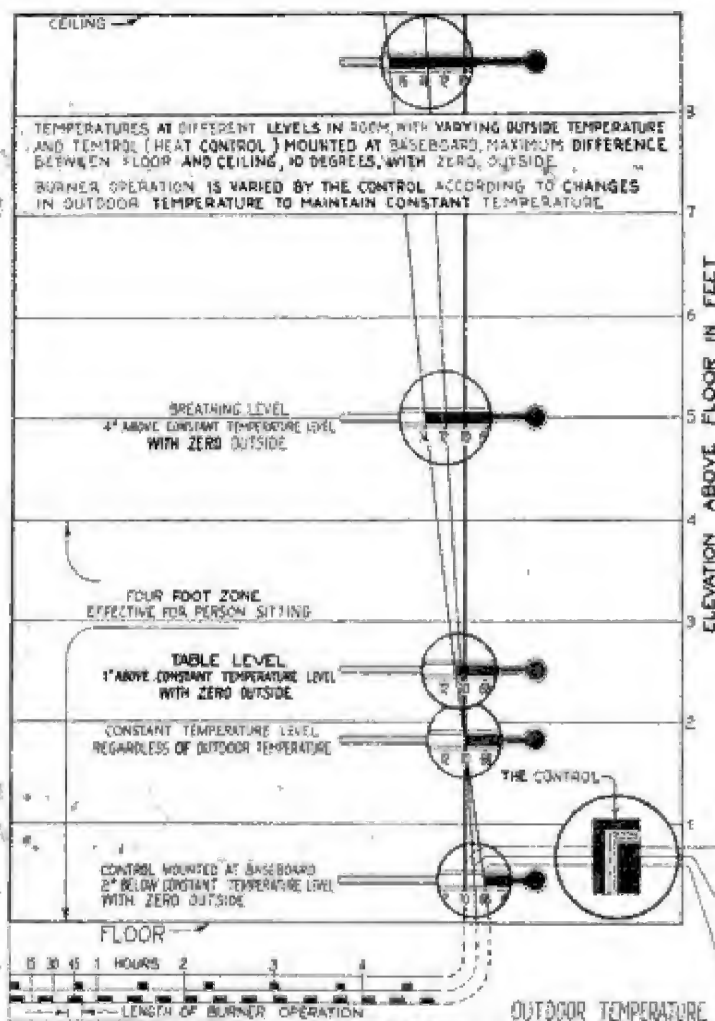 CEILING
TEMPERATURES AT DIFFERENT LEVELS IN ROOM, WITH VARYING OUTSIDE TEMPERATURE
AND TEMTROL (HEAT CONTROL) MOUNTED AT BASEBOARD, MAXIMUM DIFFERENCE
BETWEEN FLOOR AND CEILING, 10 DEGREES, WITH ZERO, OUTSIDE
BURNER OPERATION IS VARIED BY THE CONTROL ACCORDING TO CHANGES
IN OUTDOOR TEMPERATURE TO MAINTAIN CONSTANT TEMPERATURE
8
7
6
BREATHING LEVEL
4° ABOVE CONSTANT TEMPERATURE LEVEL
WITH ZERO OUTSIDE
5
4
FOUR FOOT ZONE
EFFECTIVE FOR PERSON SITTING
3
TABLE LEVEL
1° ABOVE CONSTANT TEMPERATURE LEVEL
WITH ZERO OUTSIDE
2
CONSTANT TEMPERATURE LEVEL
REGARDLESS OF OUTDOOR TEMPERATURE
72 70 68
THE CONTROL
1
CONTROL MOUNTED AT BASEBOARD
2° BELOW CONSTANT TEMPERATURE LEVEL
WITH ZERO OUTSIDE
ELEVATION ABOVE FLOOR IN FEET
FLOOR
15 30 45 1 HOURS 2 3 4
LENGTH OF BURNER OPERATION
OUTDOOR TEMPERATURE